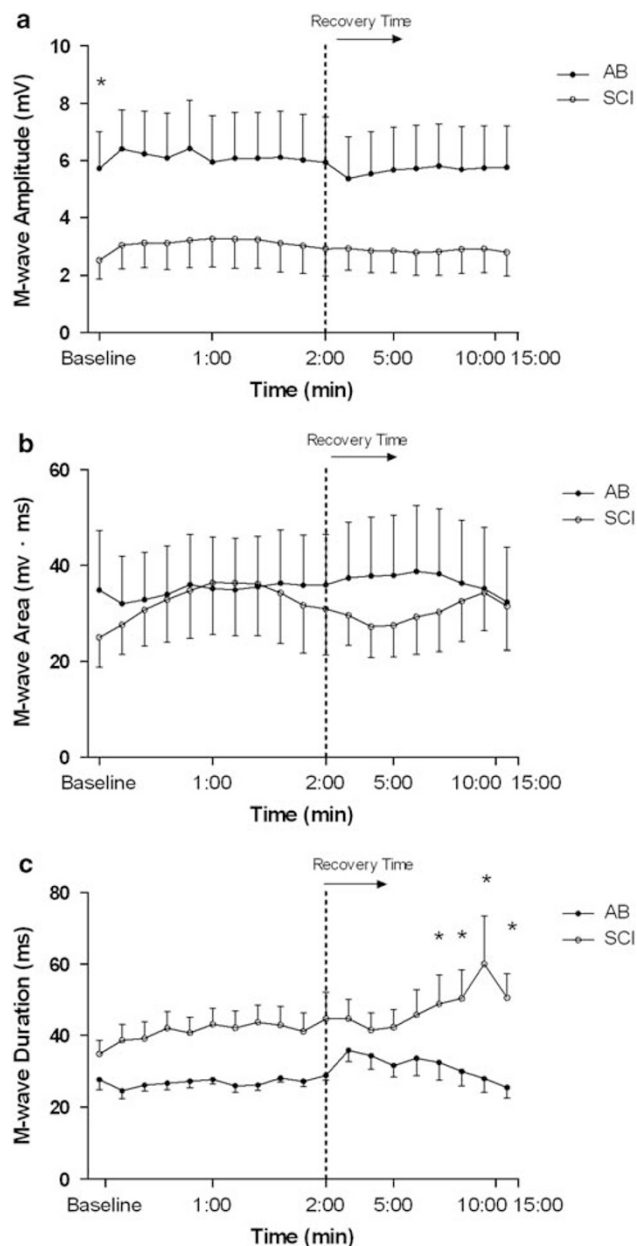 a
Recovery Time
10
8
6
4
2
0
M-wave Amplitude (mV)
*
AB
SCI
Baseline 1:00 2:00 5:00 10:00 15:00
Time (min)
b
Recovery Time
60
40
20
0
M-wave Area (mv · ms)
AB
SCI
Baseline 1:00 2:00 5:00 10:00 15:00
Time (min)
c
Recovery Time
80
60
40
20
0
M-wave Duration (ms)
* * * *
AB
SCI
Baseline 1:00 2:00 5:00 10:00 15:00
Time (min)